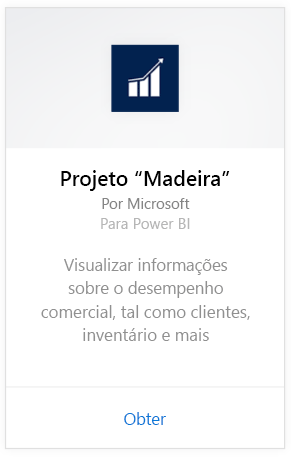 Projeto “Madeira”
Por Microsoft
Para Power BI
Visualizar informações
sobre o desempenho
comercial, tal como clientes,
inventário e mais
Obter